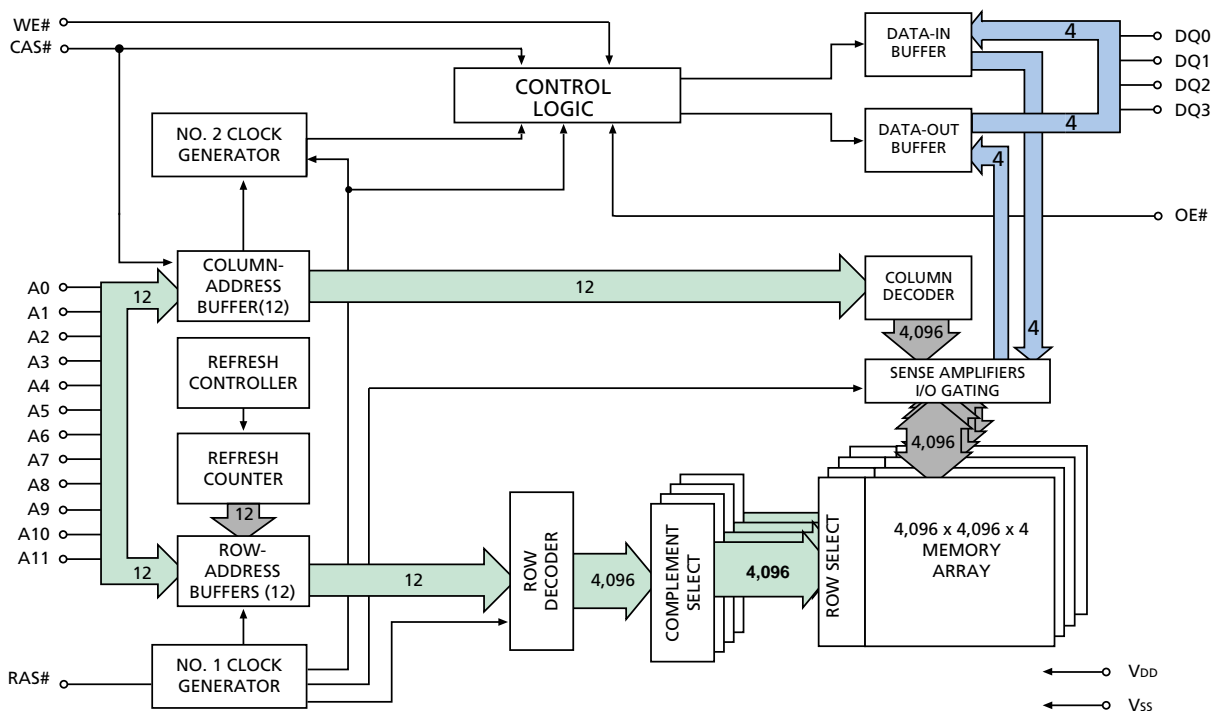 WE#
CAS#
CONTROL
LOGIC
DATA-IN
BUFFER
4
DQ0
DQ1
DQ2
DQ3
NO. 2 CLOCK
GENERATOR
DATA-OUT
BUFFER
4
4
OE#
COLUMN-
ADDRESS
BUFFER(12)
12
12
COLUMN
DECODER
4,096
4
A0
A1
A2
A3
A4
A5
A6
A7
A8
A9
A10
A11
REFRESH
CONTROLLER
SENSE AMPLIFIERS
I/O GATING
4,096
REFRESH
COUNTER
12
ROW-
ADDRESS
BUFFERS (12)
12
12
ROW
DECODER
4,096
COMPLEMENT
SELECT
4,096
ROW SELECT
4,096 x 4,096 x 4
MEMORY
ARRAY
RAS#
NO. 1 CLOCK
GENERATOR
VDD
VSS